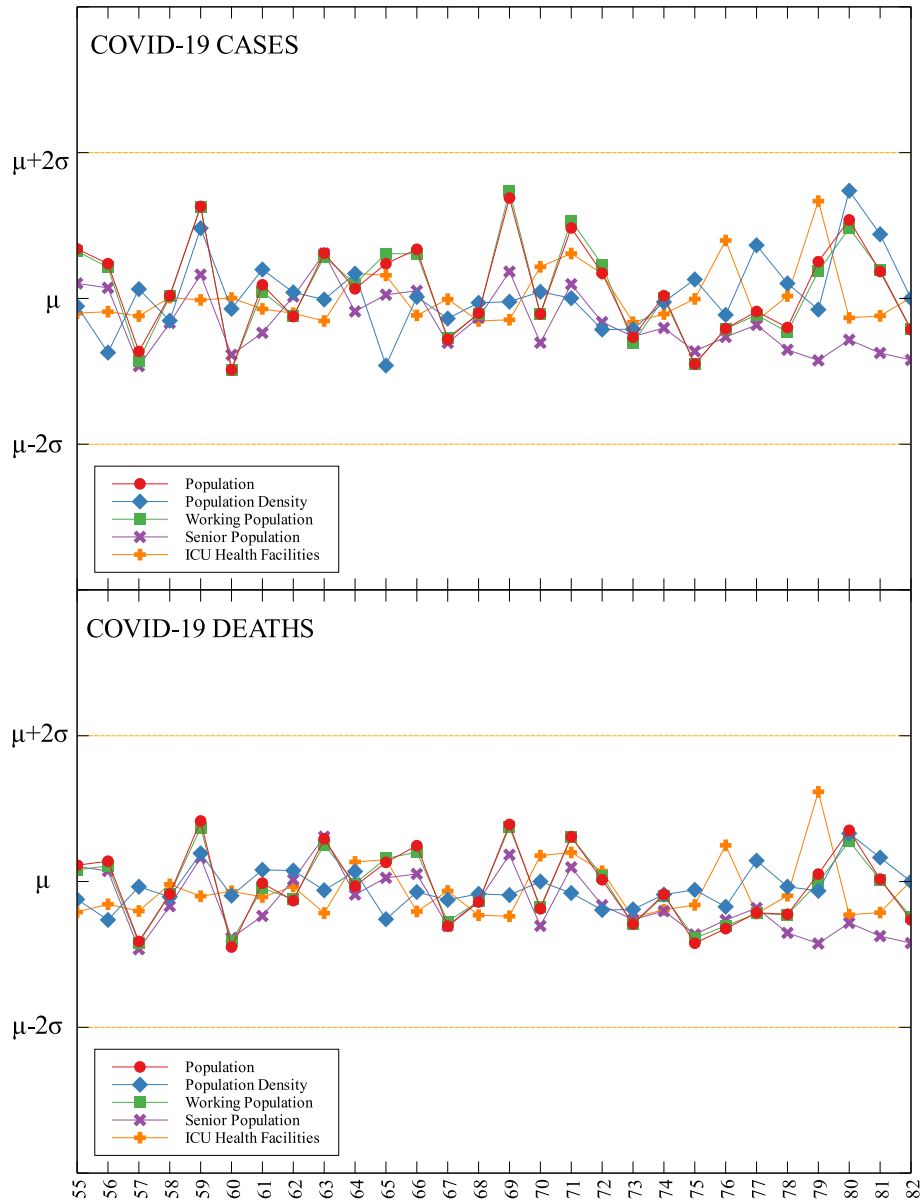 COVID-19 CASES
μ+2σ
μ
μ-2σ
Population
Population Density
Working Population
Senior Population
ICU Health Facilities
COVID-19 DEATHS
μ+2σ
μ
μ-2σ
Population
Population Density
Working Population
Senior Population
ICU Health Facilities
55 56 57 58 59 60 61 62 63 64 65 66 67 68 69 70 71 72 73 74 75 76 77 78 79 80 81 82